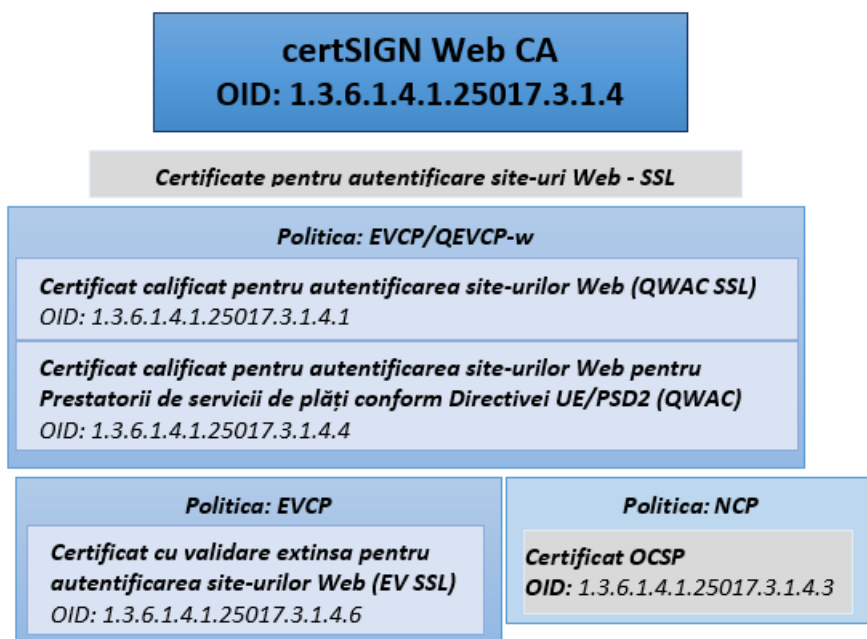 certSIGN Web CA
OID: 1.3.6.1.4.1.25017.3.1.4
Certificate pentru autentificare site-uri Web - SSL
Politica: EVCP/QEVCP-w
Certificat calificat pentru autentificarea site-urilor Web (QWAC SSL)
OID: 1.3.6.1.4.1.25017.3.1.4.1
Certificat calificat pentru autentificarea site-urilor Web pentru
Prestatorii de servicii de plăți conform Directivei UE/PSD2 (QWAC)
OID: 1.3.6.1.4.1.25017.3.1.4.4
Politica: EVCP
Certificat cu validare extinsa pentru
autentificarea site-urilor Web (EV SSL)
OID: 1.3.6.1.4.1.25017.3.1.4.6
Politica: NCP
Certificat OCSP
OID: 1.3.6.1.4.1.25017.3.1.4.3